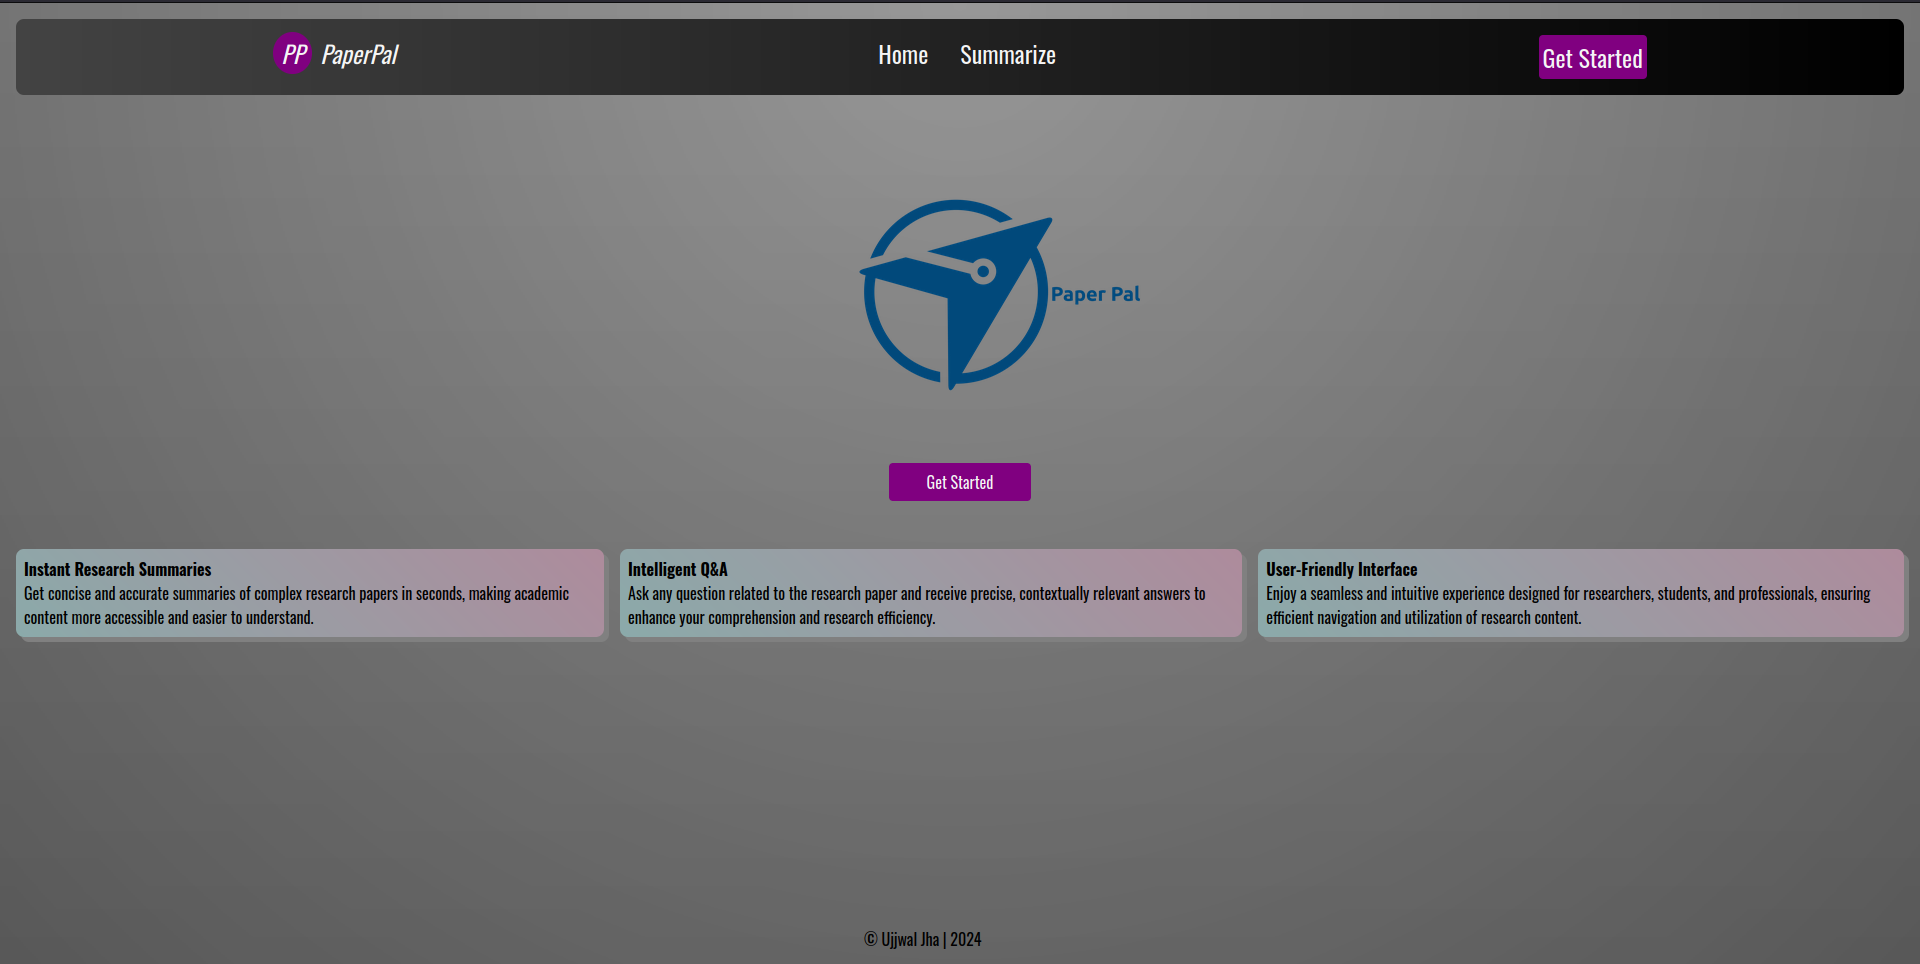 PP PaperPal Home Summarize Get Started
Paper Pal
Get Started
Instant Research Summaries
Get concise and accurate summaries of complex research papers in seconds, making academic
content more accessible and easier to understand.
Intelligent Q&A
Ask any question related to the research paper and receive precise, contextually relevant answers to
enhance your comprehension and research efficiency.
User-Friendly Interface
Enjoy a seamless and intuitive experience designed for researchers, students, and professionals, ensuring
efficient navigation and utilization of research content.
© Ujjwal Jha | 2024